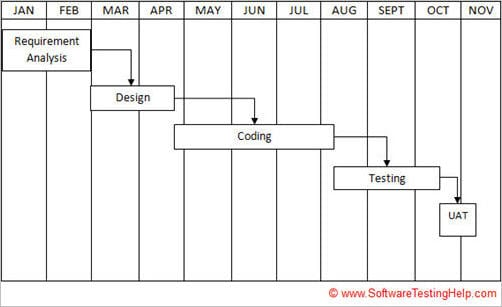 JAN FEB MAR APR MAY JUN JUL AUG SEPT OCT NOV
Requirement
Analysis
Design
Coding
Testing
UAT
© www.SoftwareTestingHelp.com